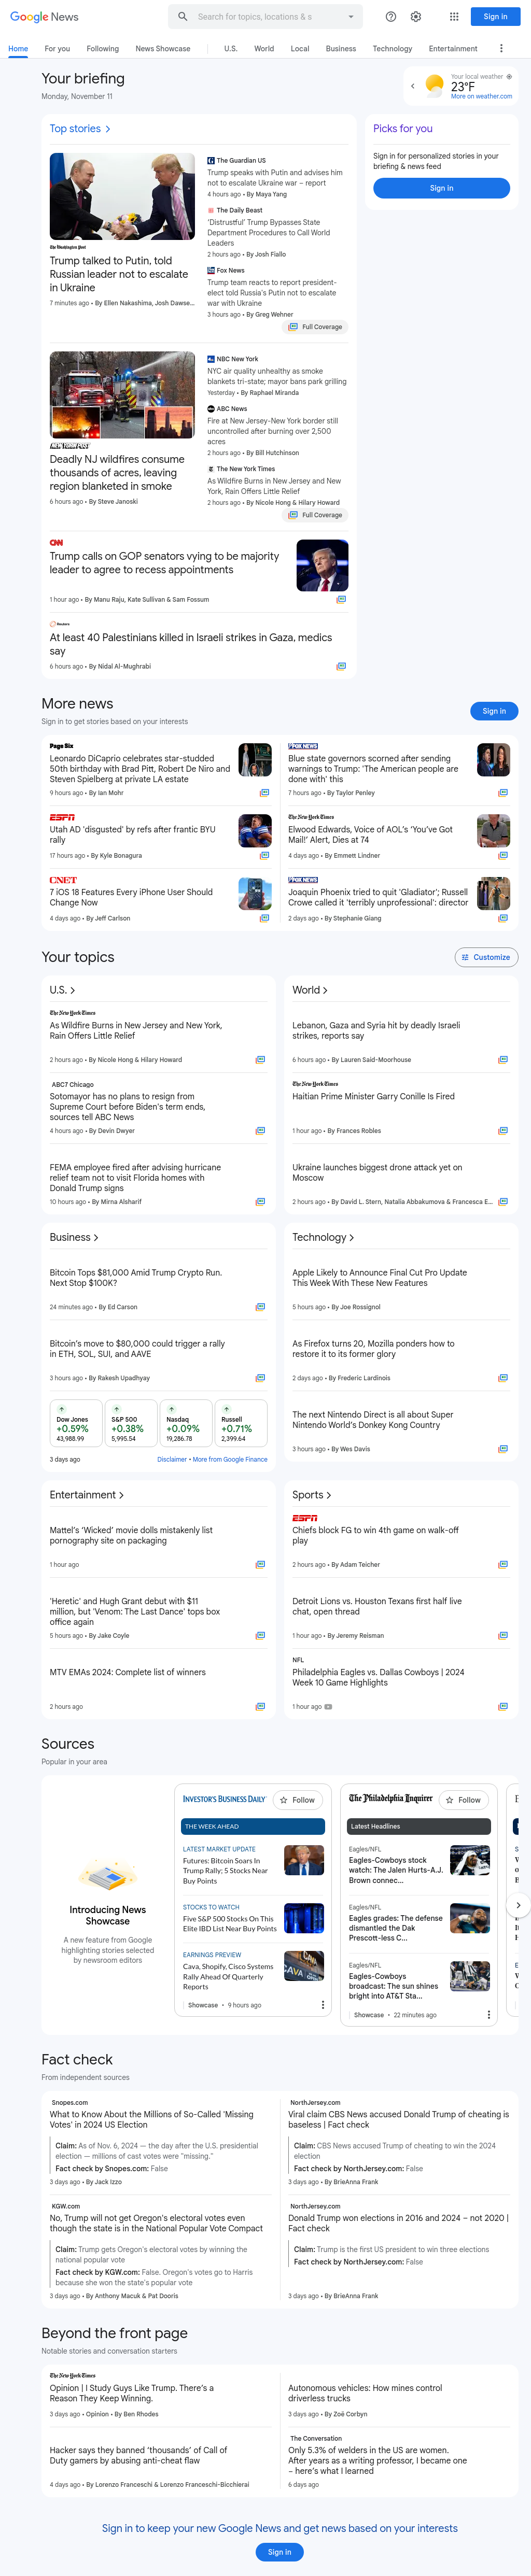 Google News
Search for topics, locations & s
Sign in
Home
For you
Following
News Showcase
U.S.
World
Local
Business
Technology
Entertainment
Your briefing
Monday, November 11
Your local weather
23°F
More on weather.com
Top stories
The Washington Post
Trump talked to Putin, told
Russian leader not to escalate
in Ukraine
7 minutes ago • By Ellen Nakashima, Josh Dawse...
The Guardian US
Trump speaks with Putin and advises him
not to escalate Ukraine war – report
4 hours ago • By Maya Yang
The Daily Beast
'Distrustful' Trump Bypasses State
Department Procedures to Call World
Leaders
2 hours ago • By Josh Fiallo
Fox News
Trump team reacts to report president-
elect told Russia's Putin not to escalate
war with Ukraine
3 hours ago • By Greg Wehner
Full Coverage
Picks for you
Sign in for personalized stories in your
briefing & news feed
Sign in
NEW YORK POST
Deadly NJ wildfires consume
thousands of acres, leaving
region blanketed in smoke
6 hours ago • By Steve Janoski
NBC New York
NYC air quality unhealthy as smoke
blankets tri-state; mayor bans park grilling
Yesterday • By Raphael Miranda
ABC News
Fire at New Jersey-New York border still
uncontrolled after burning over 2,500
acres
2 hours ago • By Bill Hutchinson
The New York Times
As Wildfire Burns in New Jersey and New
York, Rain Offers Little Relief
2 hours ago • By Nicole Hong & Hilary Howard
Full Coverage
CNN
Trump calls on GOP senators vying to be majority
leader to agree to recess appointments
1 hour ago • By Manu Raju, Kate Sullivan & Sam Fossum
Reuters
At least 40 Palestinians killed in Israeli strikes in Gaza, medics
say
6 hours ago • By Nidal Al-Mughrabi
More news
Sign in to get stories based on your interests
Sign in
Page Six
Leonardo DiCaprio celebrates star-studded
50th birthday with Brad Pitt, Robert De Niro and
Steven Spielberg at private LA estate
9 hours ago • By Ian Mohr
FOX NEWS
Blue state governors scorned after sending
warnings to Trump: 'The American people are
done with' this
7 hours ago • By Taylor Penley
ESPN
Utah AD 'disgusted' by refs after frantic BYU
rally
17 hours ago • By Kyle Bonagura
The New York Times
Elwood Edwards, Voice of AOL's 'You've Got
Mail!' Alert, Dies at 74
4 days ago • By Emmett Lindner
CNET
7 iOS 18 Features Every iPhone User Should
Change Now
4 days ago • By Jeff Carlson
FOX NEWS
Joaquin Phoenix tried to quit 'Gladiator'; Russell
Crowe called it 'terribly unprofessional': director
2 days ago • By Stephanie Giang
Your topics
Customize
U.S.
The New York Times
As Wildfire Burns in New Jersey and New York,
Rain Offers Little Relief
2 hours ago • By Nicole Hong & Hilary Howard
ABC7 Chicago
Sotomayor has no plans to resign from
Supreme Court before Biden's term ends,
sources tell ABC News
4 hours ago • By Devin Dwyer
FEMA employee fired after advising hurricane
relief team not to visit Florida homes with
Donald Trump signs
10 hours ago • By Mirna Alsharif
World
Lebanon, Gaza and Syria hit by deadly Israeli
strikes, reports say
6 hours ago • By Lauren Said-Moorhouse
The New York Times
Haitian Prime Minister Garry Conille Is Fired
1 hour ago • By Frances Robles
Ukraine launches biggest drone attack yet on
Moscow
2 hours ago • By David L. Stern, Natalia Abbakumova & Francesca E...
Business
Bitcoin Tops $81,000 Amid Trump Crypto Run.
Next Stop $100K?
24 minutes ago • By Ed Carson
Bitcoin's move to $80,000 could trigger a rally
in ETH, SOL, SUI, and AAVE
3 hours ago • By Rakesh Upadhyay
Dow Jones
+0.59%
43,988.99
S&P 500
+0.38%
5,995.54
Nasdaq
+0.09%
19,286.78
Russell
+0.71%
2,399.64
3 days ago
Disclaimer • More from Google Finance
Technology
Apple Likely to Announce Final Cut Pro Update
This Week With These New Features
5 hours ago • By Joe Rossignol
As Firefox turns 20, Mozilla ponders how to
restore it to its former glory
2 days ago • By Frederic Lardinois
The next Nintendo Direct is all about Super
Nintendo World's Donkey Kong Country
3 hours ago • By Wes Davis
Entertainment
Mattel's 'Wicked' movie dolls mistakenly list
pornography site on packaging
1 hour ago
'Heretic' and Hugh Grant debut with $11
million, but 'Venom: The Last Dance' tops box
office again
5 hours ago • By Jake Coyle
MTV EMAs 2024: Complete list of winners
2 hours ago
Sports
ESPN
Chiefs block FG to win 4th game on walk-off
play
2 hours ago • By Adam Teicher
Detroit Lions vs. Houston Texans first half live
chat, open thread
1 hour ago • By Jeremy Reisman
NFL
Philadelphia Eagles vs. Dallas Cowboys | 2024
Week 10 Game Highlights
1 hour ago
Sources
Popular in your area
Introducing News
Showcase
A new feature from Google
highlighting stories selected
by newsroom editors
INVESTOR'S BUSINESS DAILY
Follow
THE WEEK AHEAD
LATEST MARKET UPDATE
Futures: Bitcoin Soars In
Trump Rally; 5 Stocks Near
Buy Points
STOCKS TO WATCH
Five S&P 500 Stocks On This
Elite IBD List Near Buy Points
EARNINGS PREVIEW
Cava, Shopify, Cisco Systems
Rally Ahead Of Quarterly
Reports
Showcase • 9 hours ago
The Philadelphia Inquirer
Follow
Latest Headlines
Eagles/NFL
Eagles-Cowboys stock
watch: The Jalen Hurts-A.J.
Brown connec...
Eagles/NFL
Eagles grades: The defense
dismantled the Dak
Prescott-less C...
Eagles/NFL
Eagles-Cowboys
broadcast: The sun shines
bright into AT&T Sta...
Showcase • 22 minutes ago
Fact check
From independent sources
Snopes.com
What to Know About the Millions of So-Called 'Missing
Votes' in 2024 US Election
Claim: As of Nov. 6, 2024 — the day after the U.S. presidential
election — millions of cast votes were "missing."
Fact check by Snopes.com: False
3 days ago • By Jack Izzo
NorthJersey.com
Viral claim CBS News accused Donald Trump of cheating is
baseless | Fact check
Claim: CBS News accused Trump of cheating to win the 2024
election
Fact check by NorthJersey.com: False
3 days ago • By BrieAnna Frank
KGW.com
No, Trump will not get Oregon's electoral votes even
though the state is in the National Popular Vote Compact
Claim: Trump gets Oregon's electoral votes by winning the
national popular vote
Fact check by KGW.com: False. Oregon's votes go to Harris
because she won the state's popular vote
3 days ago • By Anthony Macuk & Pat Dooris
NorthJersey.com
Donald Trump won elections in 2016 and 2024 – not 2020 |
Fact check
Claim: Trump is the first US president to win three elections
Fact check by NorthJersey.com: False
3 days ago • By BrieAnna Frank
Beyond the front page
Notable stories and conversation starters
The New York Times
Opinion | I Study Guys Like Trump. There's a
Reason They Keep Winning.
3 days ago • Opinion • By Ben Rhodes
Autonomous vehicles: How mines control
driverless trucks
3 days ago • By Zoë Corbyn
Hacker says they banned 'thousands' of Call of
Duty gamers by abusing anti-cheat flaw
4 days ago • By Lorenzo Franceschi & Lorenzo Franceschi-Bicchierai
The Conversation
Only 5.3% of welders in the US are women.
After years as a writing professor, I became one
– here's what I learned
6 days ago
Sign in to keep your new Google News and get news based on your interests
Sign in